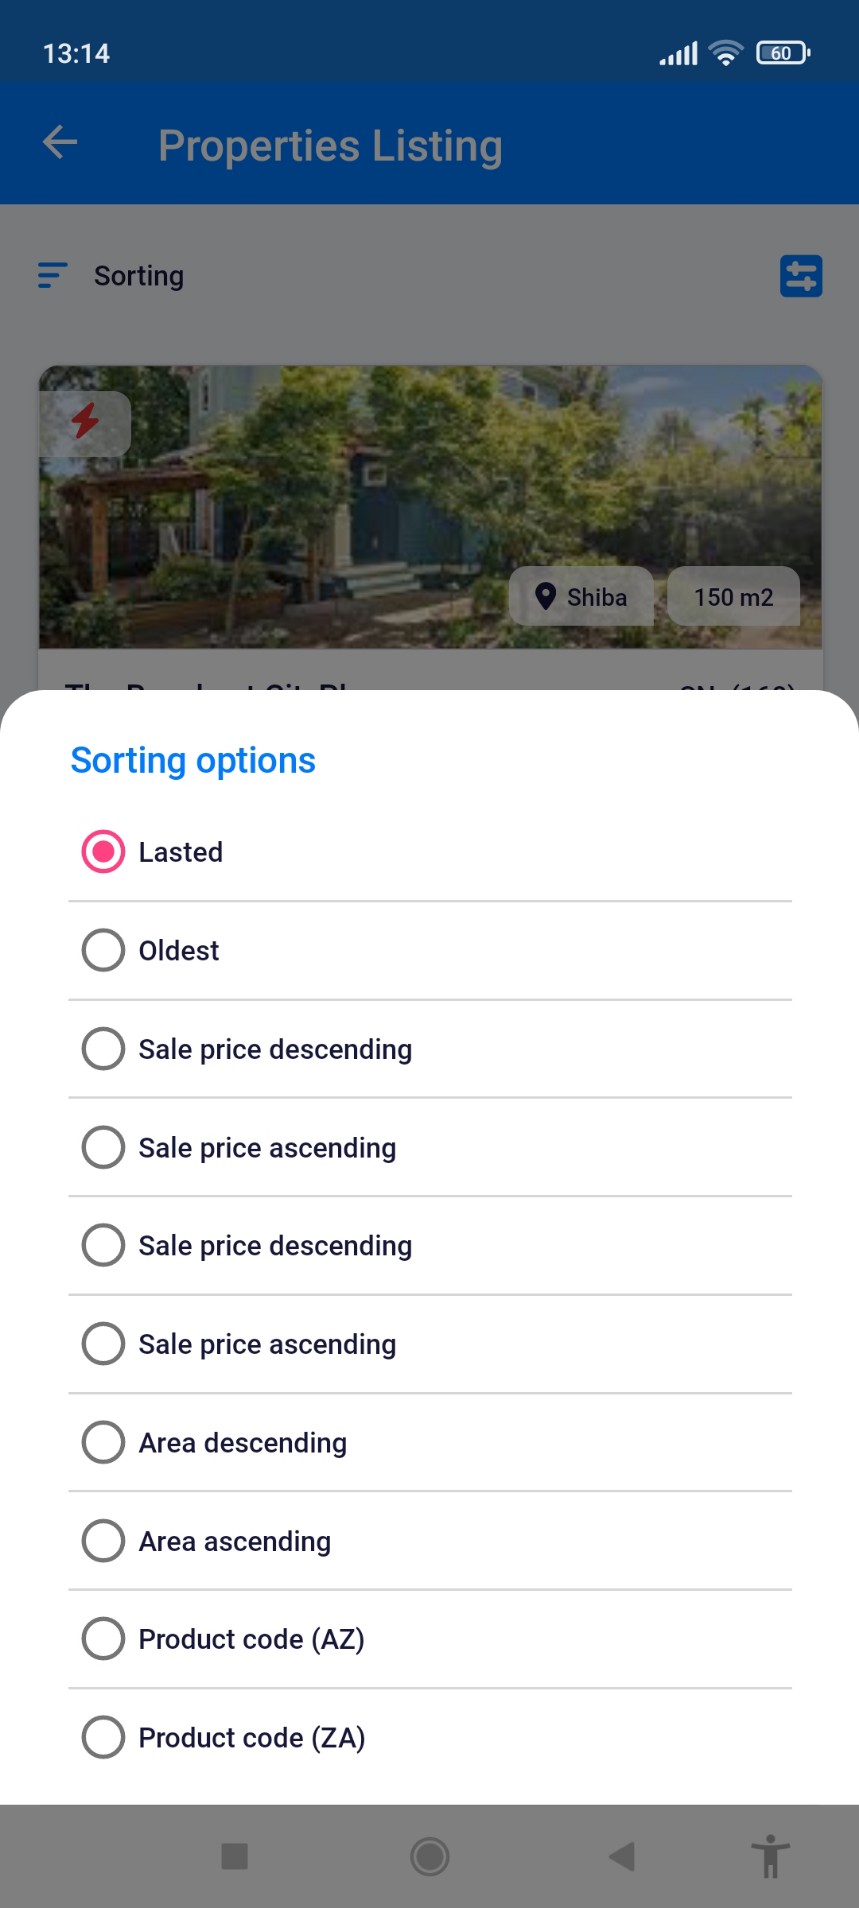 13:14
60
Properties Listing
Sorting
Shiba
150 m2
Sorting options
Lasted
Oldest
Sale price descending
Sale price ascending
Sale price descending
Sale price ascending
Area descending
Area ascending
Product code (AZ)
Product code (ZA)